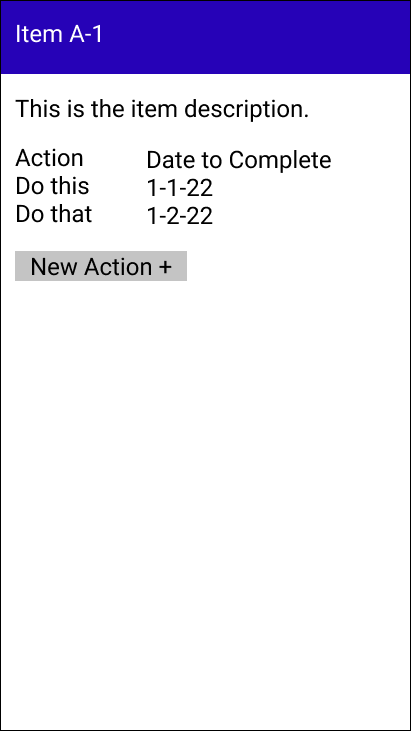 Item A-1
This is the item description.
Action Date to Complete
Do this 1-1-22
Do that 1-2-22
New Action +